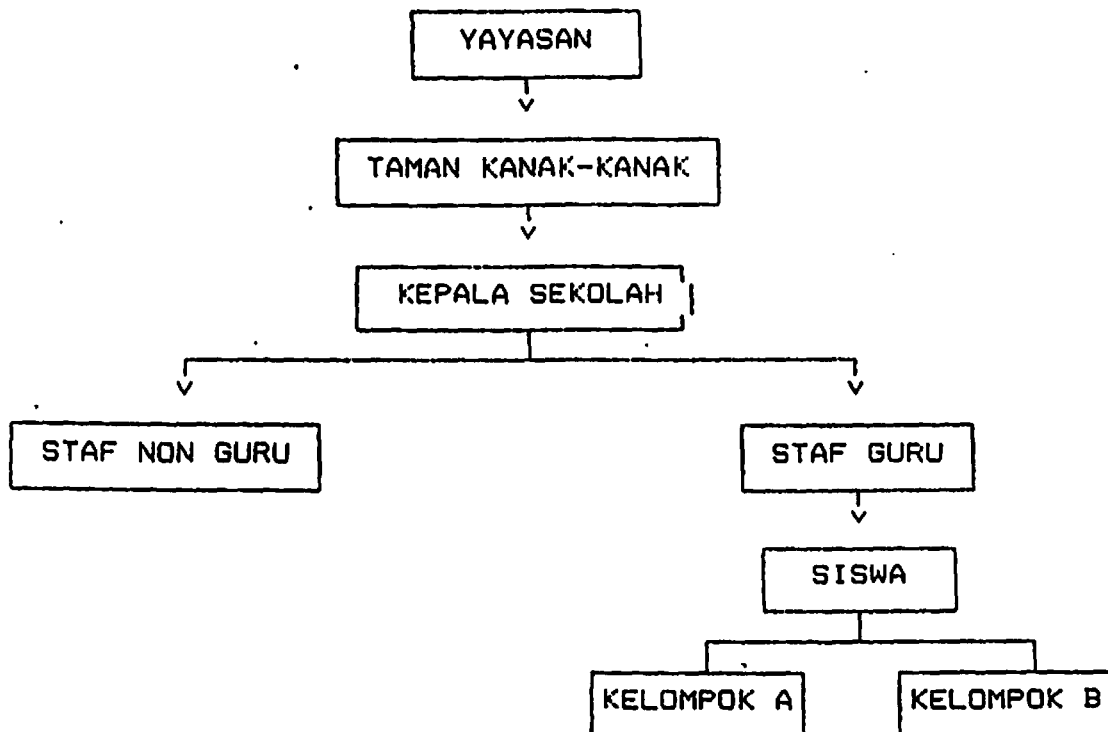 YAYASAN
TAMAN KANAK-KANAK
KEPALA SEKOLAH
STAF NON GURU
STAF GURU
SISWA
KELOMPOK A
KELOMPOK B